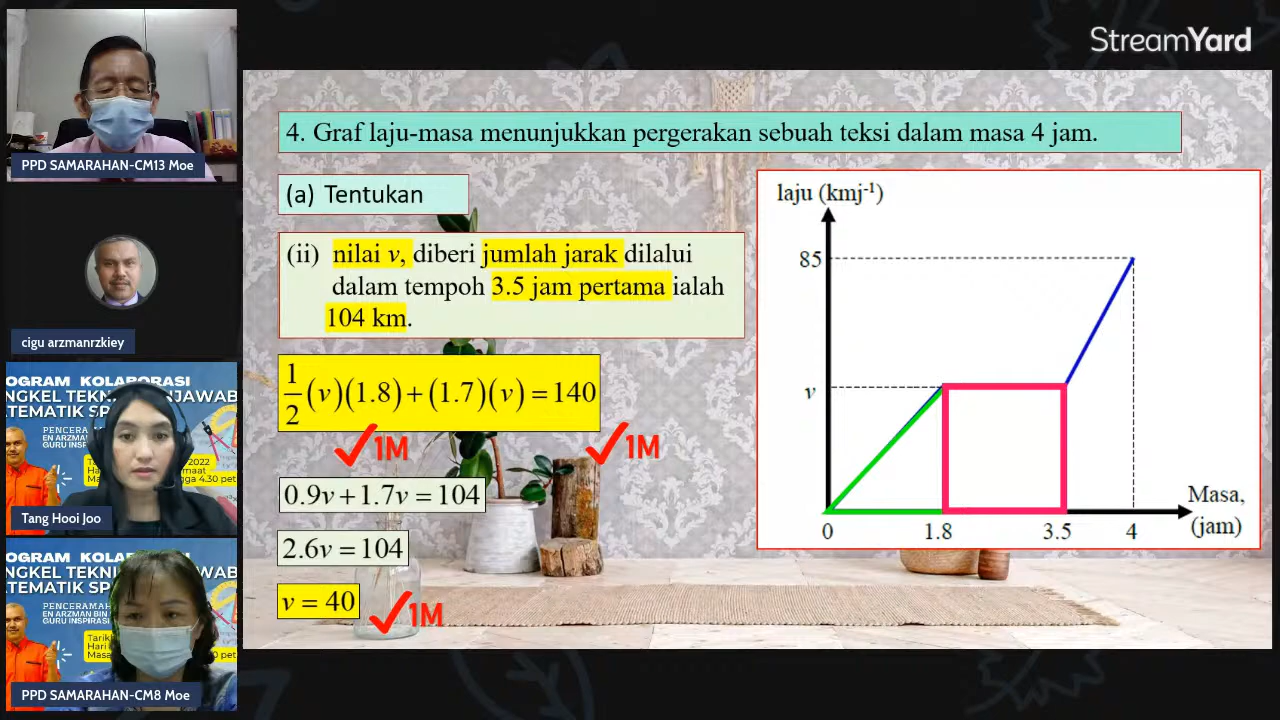 StreamYard
PPD SAMARAHAN-CM13 Moe
cigu arzmanrzkiey
Tang Hooi Joo
PPD SAMARAHAN-CM8 Moe
4. Graf laju-masa menunjukkan pergerakan sebuah teksi dalam masa 4 jam.
(a) Tentukan
(ii) nilai v, diberi jumlah jarak dilalui
dalam tempoh 3.5 jam pertama ialah
104 km.
1/2 (v)(1.8) + (1.7)(v) = 140
✓1M ✓1M
0.9v + 1.7v = 104
2.6v = 104
v = 40
✓1M
laju (kmj⁻¹)
85
v
0 1.8 3.5 4
Masa,
(jam)